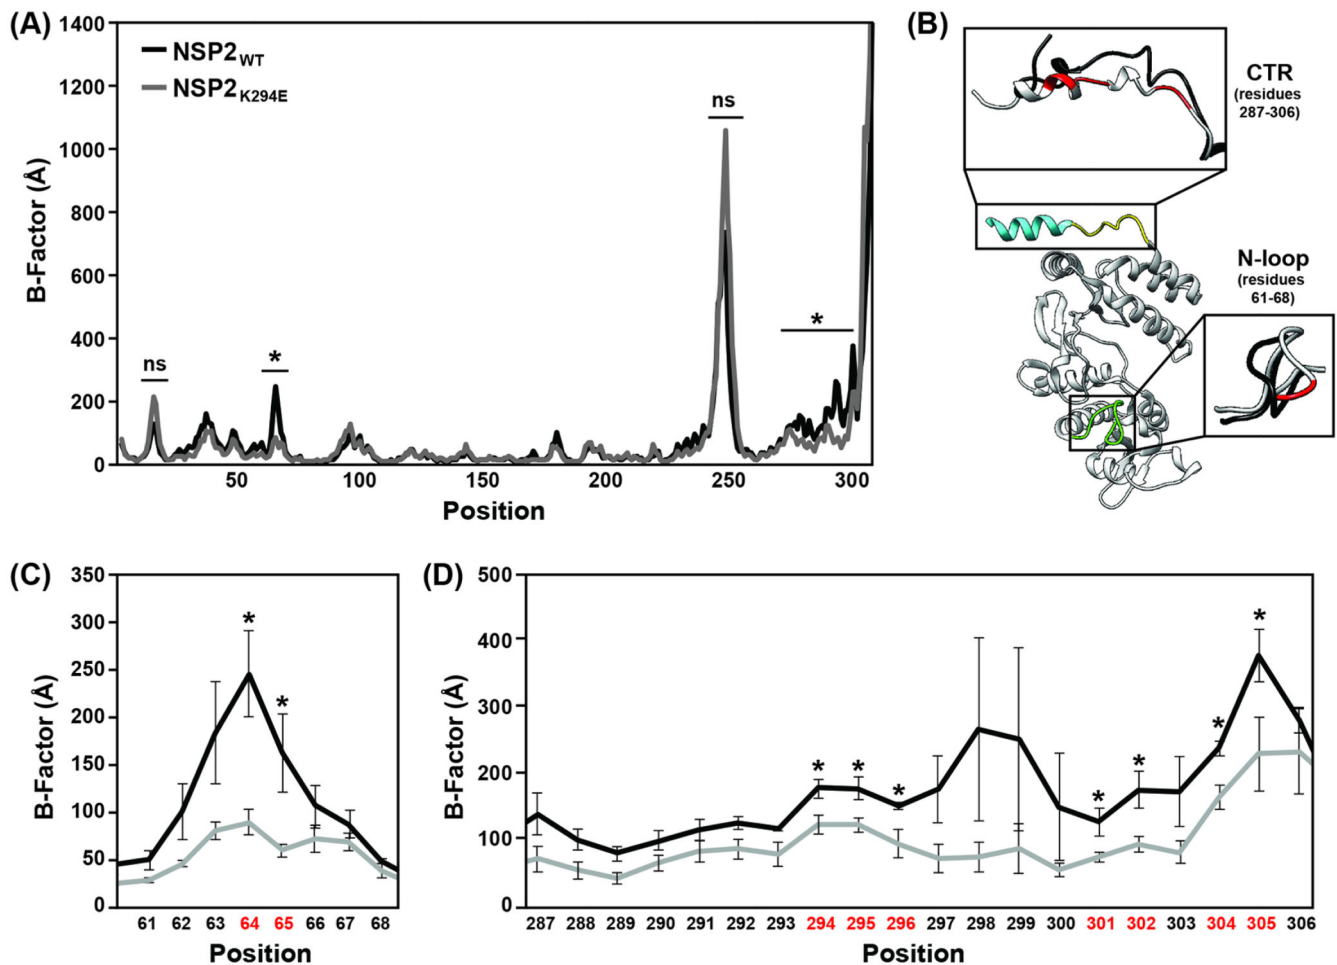 (A)
1400
1200
1000
800
600
400
200
0
B-Factor (Å)
NSP2WT
NSP2K294E
ns
*
ns
*
50
100
150
200
250
300
Position
(B)
CTR
(residues
287-306)
N-loop
(residues
61-68)
(C)
350
300
250
200
150
100
50
0
B-Factor (Å)
*
*
61 62 63 64 65 66 67 68
Position
(D)
500
400
300
200
100
0
B-Factor (Å)
* * * * * * *
287 288 289 290 291 292 293 294 295 296 297 298 299 300 301 302 303 304 305 306
Position